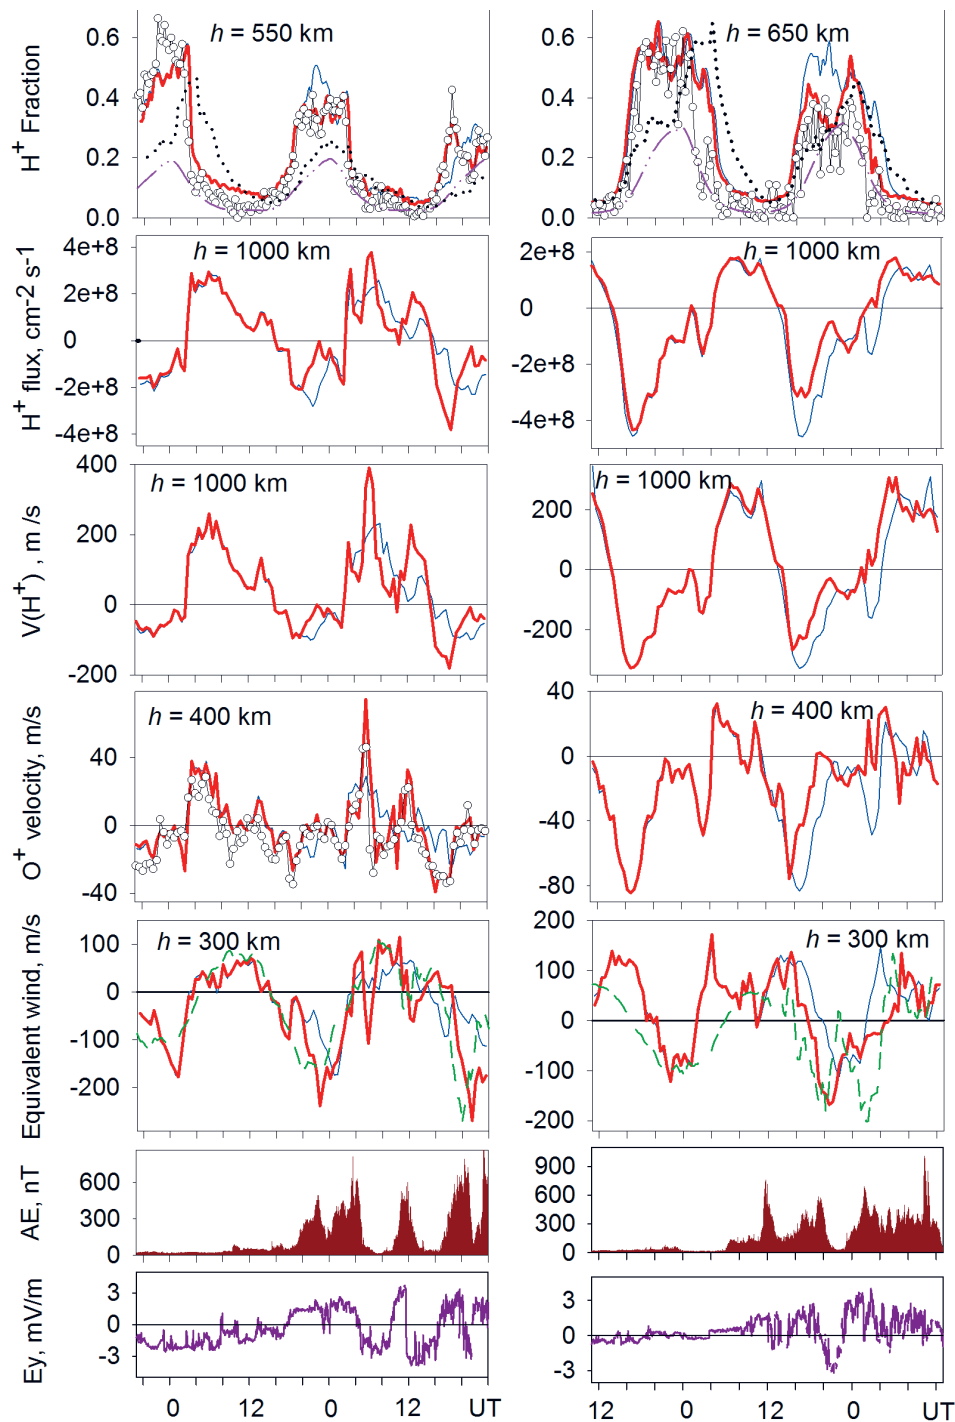 h = 550 km
h = 650 km
H+ Fraction
0.6
0.4
0.2
0.0
0.6
0.4
0.2
0.0
h = 1000 km
h = 1000 km
H+ flux, cm-2 s-1
4e+8
2e+8
0
-2e+8
-4e+8
2e+8
0
-2e+8
-4e+8
h = 1000 km
h = 1000 km
V(H+) , m /s
400
200
0
-200
200
0
-200
h = 400 km
h = 400 km
O+ velocity, m/s
40
0
-40
40
0
-40
-80
h = 300 km
h = 300 km
Equivalent wind, m/s
100
0
-100
-200
200
100
0
-100
-200
AE, nT
600
300
0
900
600
300
0
Ey, mV/m
3
0
-3
3
0
-3
0 12 0 12 UT
12 0 12 0 UT